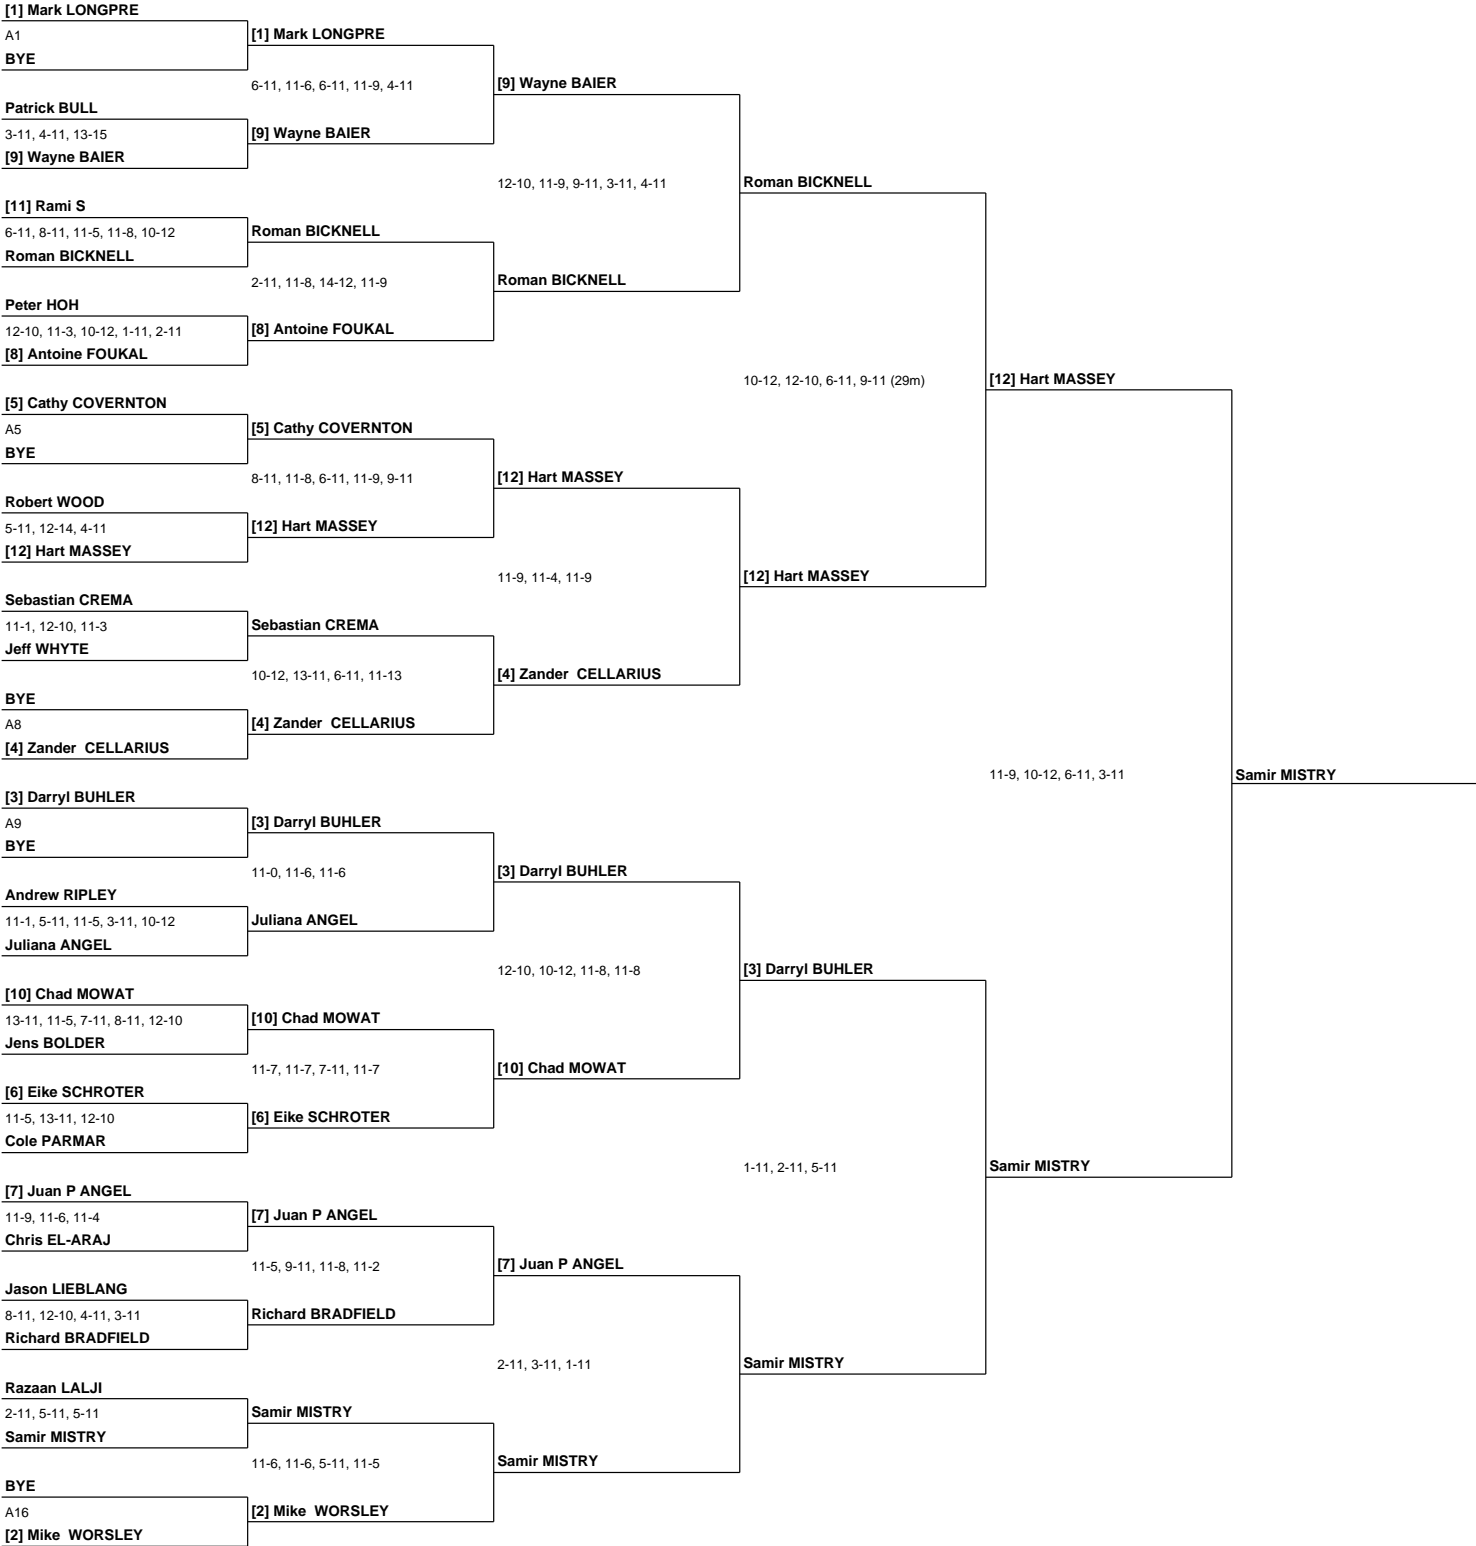 [1] Mark LONGPRE
A1
[1] Mark LONGPRE
BYE
6-11, 11-6, 6-11, 11-9, 4-11
[9] Wayne BAIER
Patrick BULL
3-11, 4-11, 13-15
[9] Wayne BAIER
[9] Wayne BAIER
12-10, 11-9, 9-11, 3-11, 4-11
Roman BICKNELL
[11] Rami S
6-11, 8-11, 11-5, 11-8, 10-12
Roman BICKNELL
Roman BICKNELL
2-11, 11-8, 14-12, 11-9
Roman BICKNELL
Peter HOH
12-10, 11-3, 10-12, 1-11, 2-11
[8] Antoine FOUKAL
[8] Antoine FOUKAL
10-12, 12-10, 6-11, 9-11 (29m)
[12] Hart MASSEY
[5] Cathy COVERNTON
A5
[5] Cathy COVERNTON
BYE
8-11, 11-8, 6-11, 11-9, 9-11
[12] Hart MASSEY
Robert WOOD
5-11, 12-14, 4-11
[12] Hart MASSEY
[12] Hart MASSEY
11-9, 11-4, 11-9
[12] Hart MASSEY
Sebastian CREMA
11-1, 12-10, 11-3
Sebastian CREMA
Jeff WHYTE
10-12, 13-11, 6-11, 11-13
[4] Zander CELLARIUS
BYE
A8
[4] Zander CELLARIUS
[4] Zander CELLARIUS
11-9, 10-12, 6-11, 3-11
Samir MISTRY
[3] Darryl BUHLER
A9
[3] Darryl BUHLER
BYE
11-0, 11-6, 11-6
[3] Darryl BUHLER
Andrew RIPLEY
11-1, 5-11, 11-5, 3-11, 10-12
Juliana ANGEL
Juliana ANGEL
12-10, 10-12, 11-8, 11-8
[3] Darryl BUHLER
[10] Chad MOWAT
13-11, 11-5, 7-11, 8-11, 12-10
[10] Chad MOWAT
Jens BOLDER
11-7, 11-7, 7-11, 11-7
[10] Chad MOWAT
[6] Eike SCHROTER
11-5, 13-11, 12-10
[6] Eike SCHROTER
Cole PARMAR
1-11, 2-11, 5-11
Samir MISTRY
[7] Juan P ANGEL
11-9, 11-6, 11-4
[7] Juan P ANGEL
Chris EL-ARAJ
11-5, 9-11, 11-8, 11-2
[7] Juan P ANGEL
Jason LIEBLANG
8-11, 12-10, 4-11, 3-11
Richard BRADFIELD
Richard BRADFIELD
2-11, 3-11, 1-11
Samir MISTRY
Razaan LALJI
2-11, 5-11, 5-11
Samir MISTRY
Samir MISTRY
11-6, 11-6, 5-11, 11-5
Samir MISTRY
BYE
A16
[2] Mike WORSLEY
[2] Mike WORSLEY